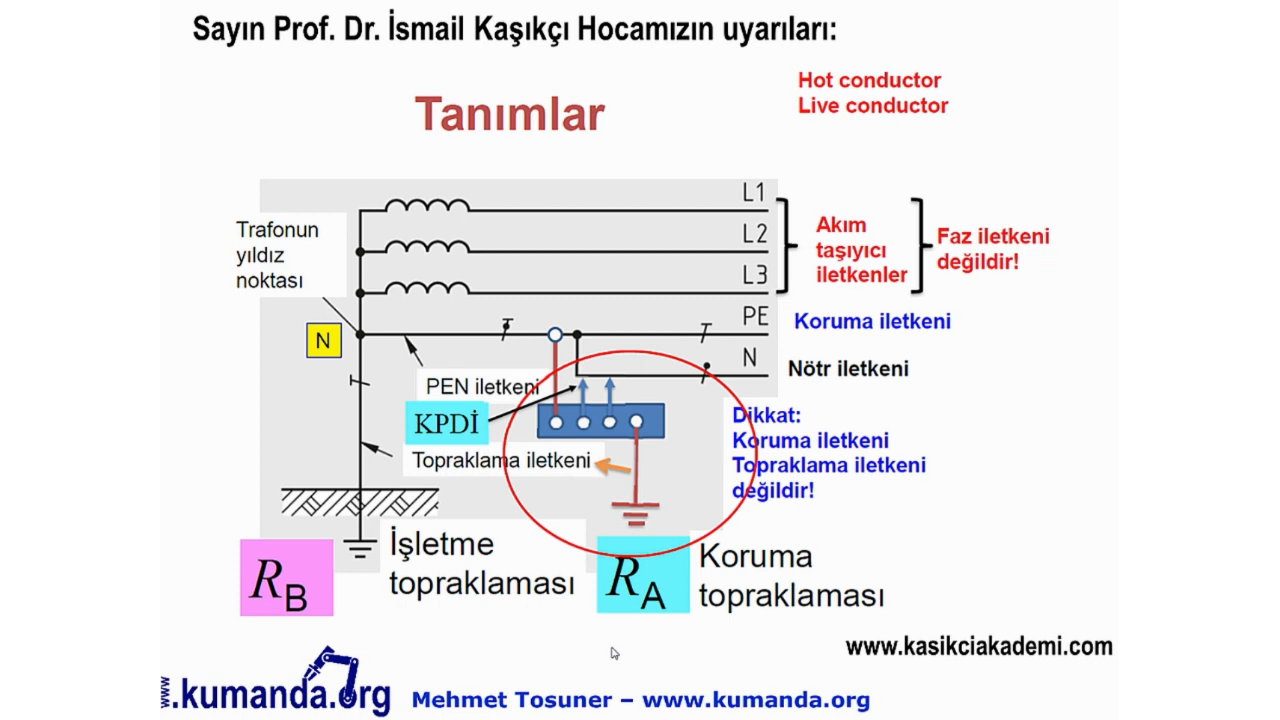 Sayın Prof. Dr. İsmail Kaşıkçı Hocamızın uyarıları:
Hot conductor
Live conductor
Tanımlar
L1
L2
L3
PE
N
Trafonun
yıldız
noktası
N
Akım
taşıyıcı
iletkenler
Faz iletkeni
değildir!
Koruma iletkeni
Nötr iletkeni
PEN iletkeni
KPDİ
Topraklama iletkeni
Dikkat:
Koruma iletkeni
Topraklama iletkeni
değildir!
RB
İşletme
topraklaması
RA
Koruma
topraklaması
www.kasikciakademi.com
www.kumanda.org
Mehmet Tosuner – www.kumanda.org